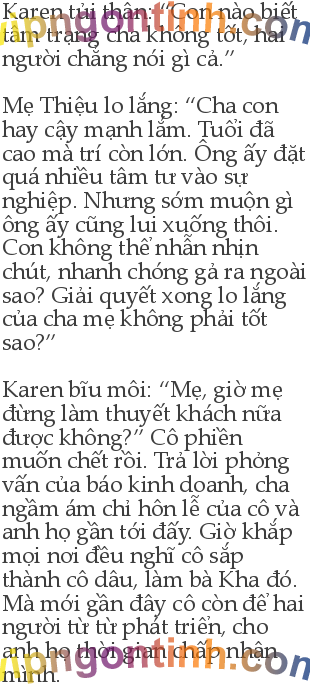 Karen tủi thân: “Con nào biết
tâm trạng cha không tốt, hai
người chẳng nói gì cả.”
Mẹ Thiệu lo lắng: “Cha con
hay cậy mạnh lắm. Tuổi đã
cao mà trí còn lớn. Ông ấy đặt
quá nhiều tâm tư vào sự
nghiệp. Nhưng sớm muộn gì
ông ấy cũng lui xuống thôi.
Con không thể nhẫn nhịn
chút, nhanh chóng gả ra ngoài
sao? Giải quyết xong lo lắng
của cha mẹ không phải tốt
sao?”
Karen bĩu môi: “Mẹ, giờ mẹ
đừng làm thuyết khách nữa
được không?” Cô phiền
muốn chết rồi. Trả lời phỏng
vấn của báo kinh doanh, cha
ngầm ám chỉ hôn lễ của cô và
anh họ gần tới đấy. Giờ khắp
mọi nơi đều nghĩ cô sắp
thành cô dâu, làm bà Kha đó.
Mà mới gần đây cô còn để hai
người từ từ phát triển, cho
anh họ thời gian chấp nhận
mình.